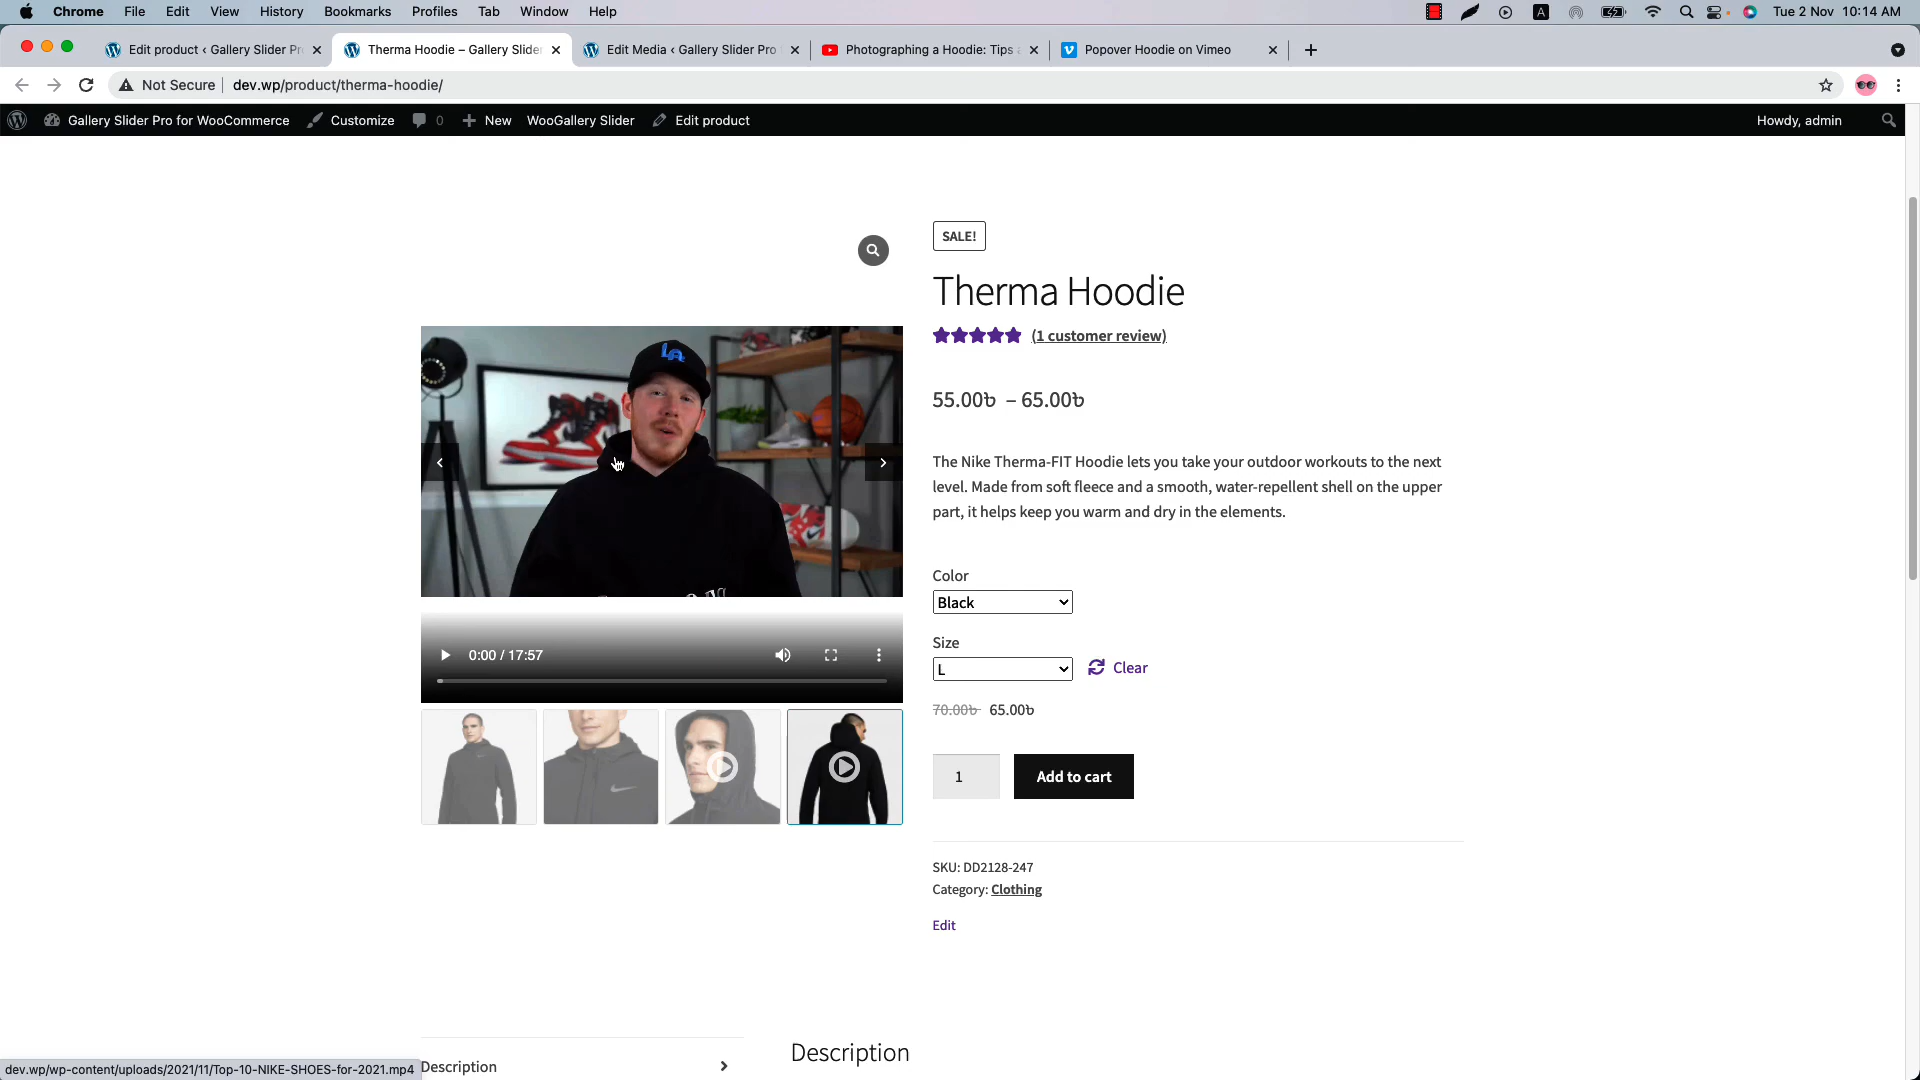 Chrome File Edit View History Bookmarks Profiles Tab Window Help A Tue 2 Nov 10:14 AM
Edit product ‹ Gallery Slider Pr
Therma Hoodie – Gallery Slider
Edit Media ‹ Gallery Slider Pro
Photographing a Hoodie: Tips
Popover Hoodie on Vimeo
Not Secure dev.wp/product/therma-hoodie/
Gallery Slider Pro for WooCommerce Customize 0 New WooGallery Slider Edit product Howdy, admin
SALE!
Therma Hoodie
(1 customer review)
55.00৳ – 65.00৳
The Nike Therma-FIT Hoodie lets you take your outdoor workouts to the next
level. Made from soft fleece and a smooth, water-repellent shell on the upper
part, it helps keep you warm and dry in the elements.
Color
Black
Size
L Clear
70.00৳ 65.00৳
1 Add to cart
SKU: DD2128-247
Category: Clothing
Edit
LA
0:00 / 17:57
Description
Description
dev.wp/wp-content/uploads/2021/11/Top-10-NIKE-SHOES-for-2021.mp4